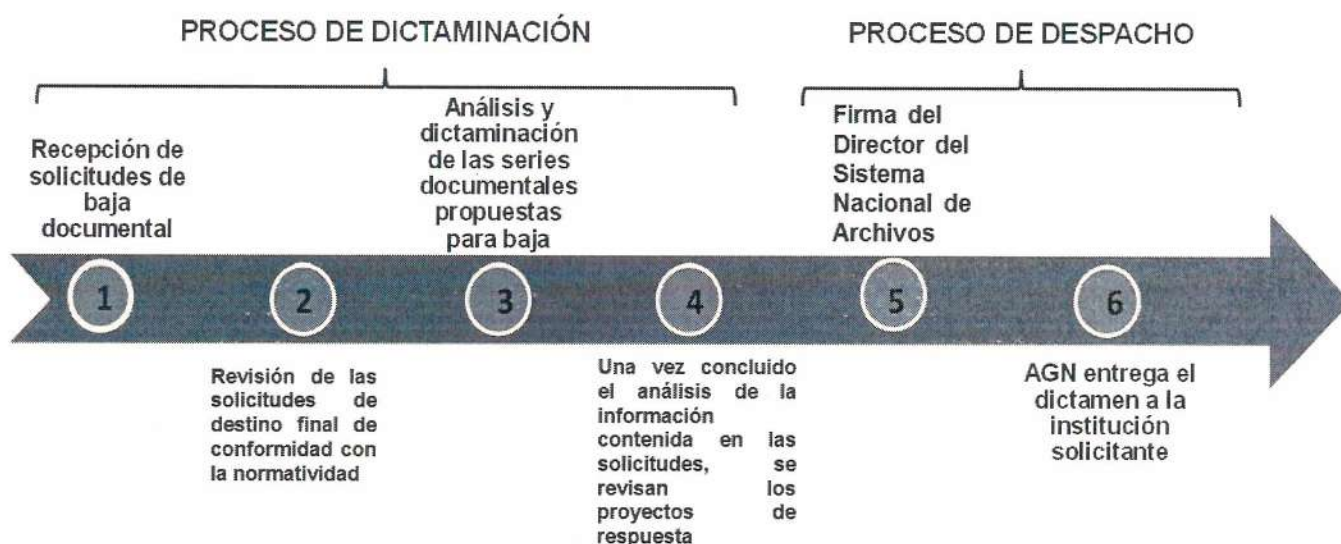 PROCESO DE DICTAMINACIÓN
PROCESO DE DESPACHO
Recepción de
solicitudes de
baja
documental
Análisis y
dictaminación
de las series
documentales
propuestas
para baja
Firma del
Director del
Sistema
Nacional de
Archivos
1
2
3
4
5
6
Revisión de las
solicitudes de
destino final de
conformidad con
la normatividad
Una vez concluido
el análisis de la
información
contenida en las
solicitudes, se
revisan los
proyectos de
respuesta
AGN entrega el
dictamen a la
institución
solicitante